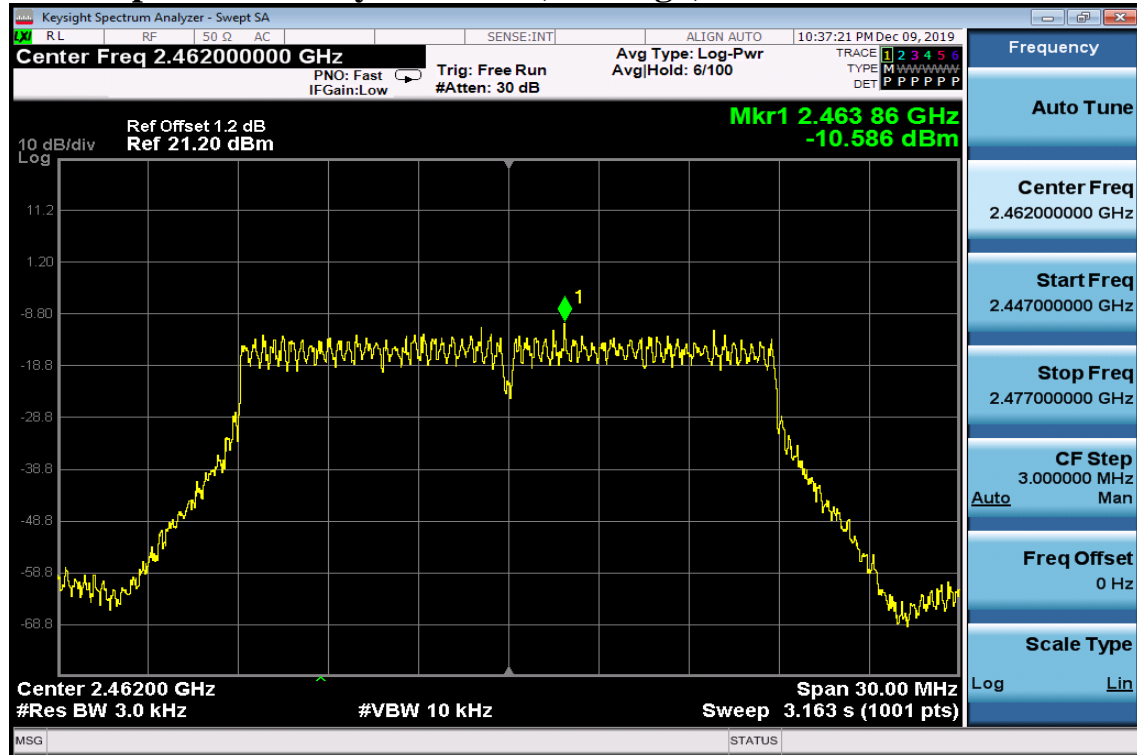 Keysight Spectrum Analyzer - Swept SA
LXI RL RF 50 Ω AC SENSE:INT ALIGN AUTO 10:37:21 PM Dec 09, 2019
Center Freq 2.462000000 GHz
PNO: Fast
IFGain:Low
Trig: Free Run
#Atten: 30 dB
Avg Type: Log-Pwr
Avg|Hold: 6/100
TRACE 1 2 3 4 5 6
TYPE M W W W W W
DET P P P P P P
Mkr1 2.463 86 GHz
-10.586 dBm
Ref Offset 1.2 dB
10 dB/div Ref 21.20 dBm
Log
11.2
1.20
-8.80
-18.8
-28.8
-38.8
-48.8
-58.8
-68.8
1
Center 2.46200 GHz Span 30.00 MHz
#Res BW 3.0 kHz #VBW 10 kHz Sweep 3.163 s (1001 pts)
MSG STATUS
Frequency
Auto Tune
Center Freq
2.462000000 GHz
Start Freq
2.447000000 GHz
Stop Freq
2.477000000 GHz
CF Step
3.000000 MHz
Auto Man
Freq Offset
0 Hz
Scale Type
Log Lin